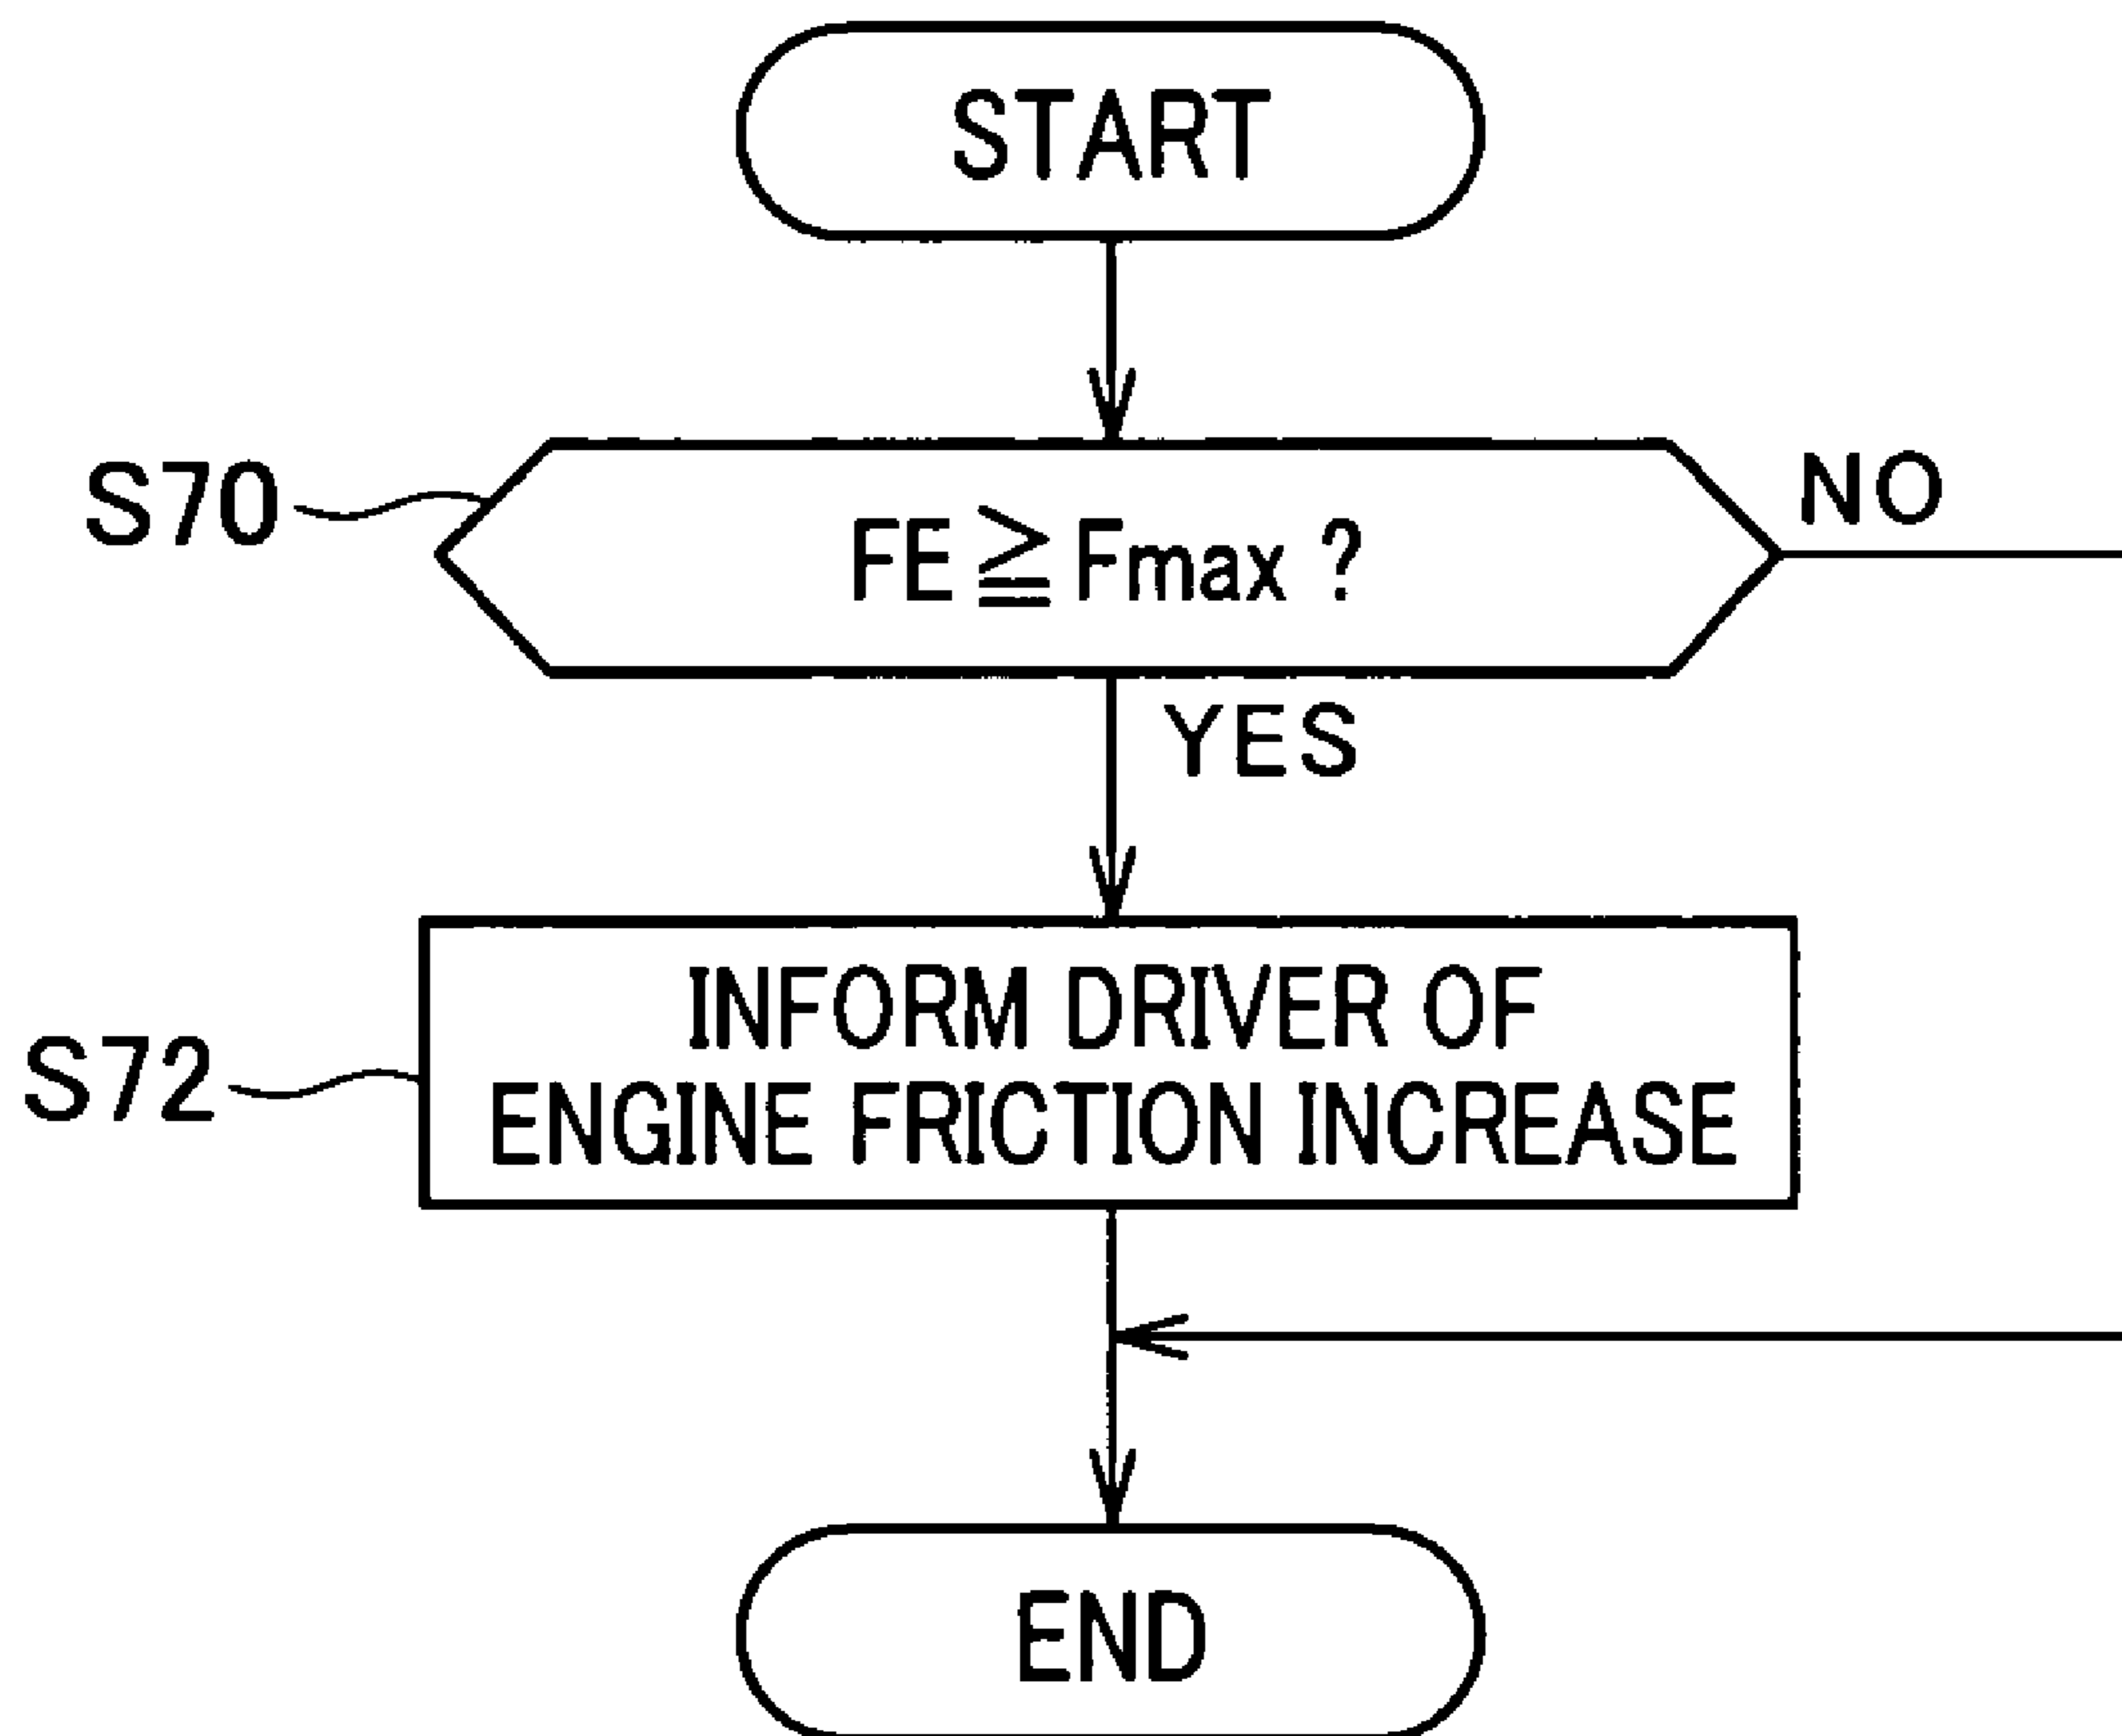 START
S70
FE ≧ Fmax ?
NO
YES
S72
INFORM DRIVER OF
ENGINE FRICTION INCREASE
END